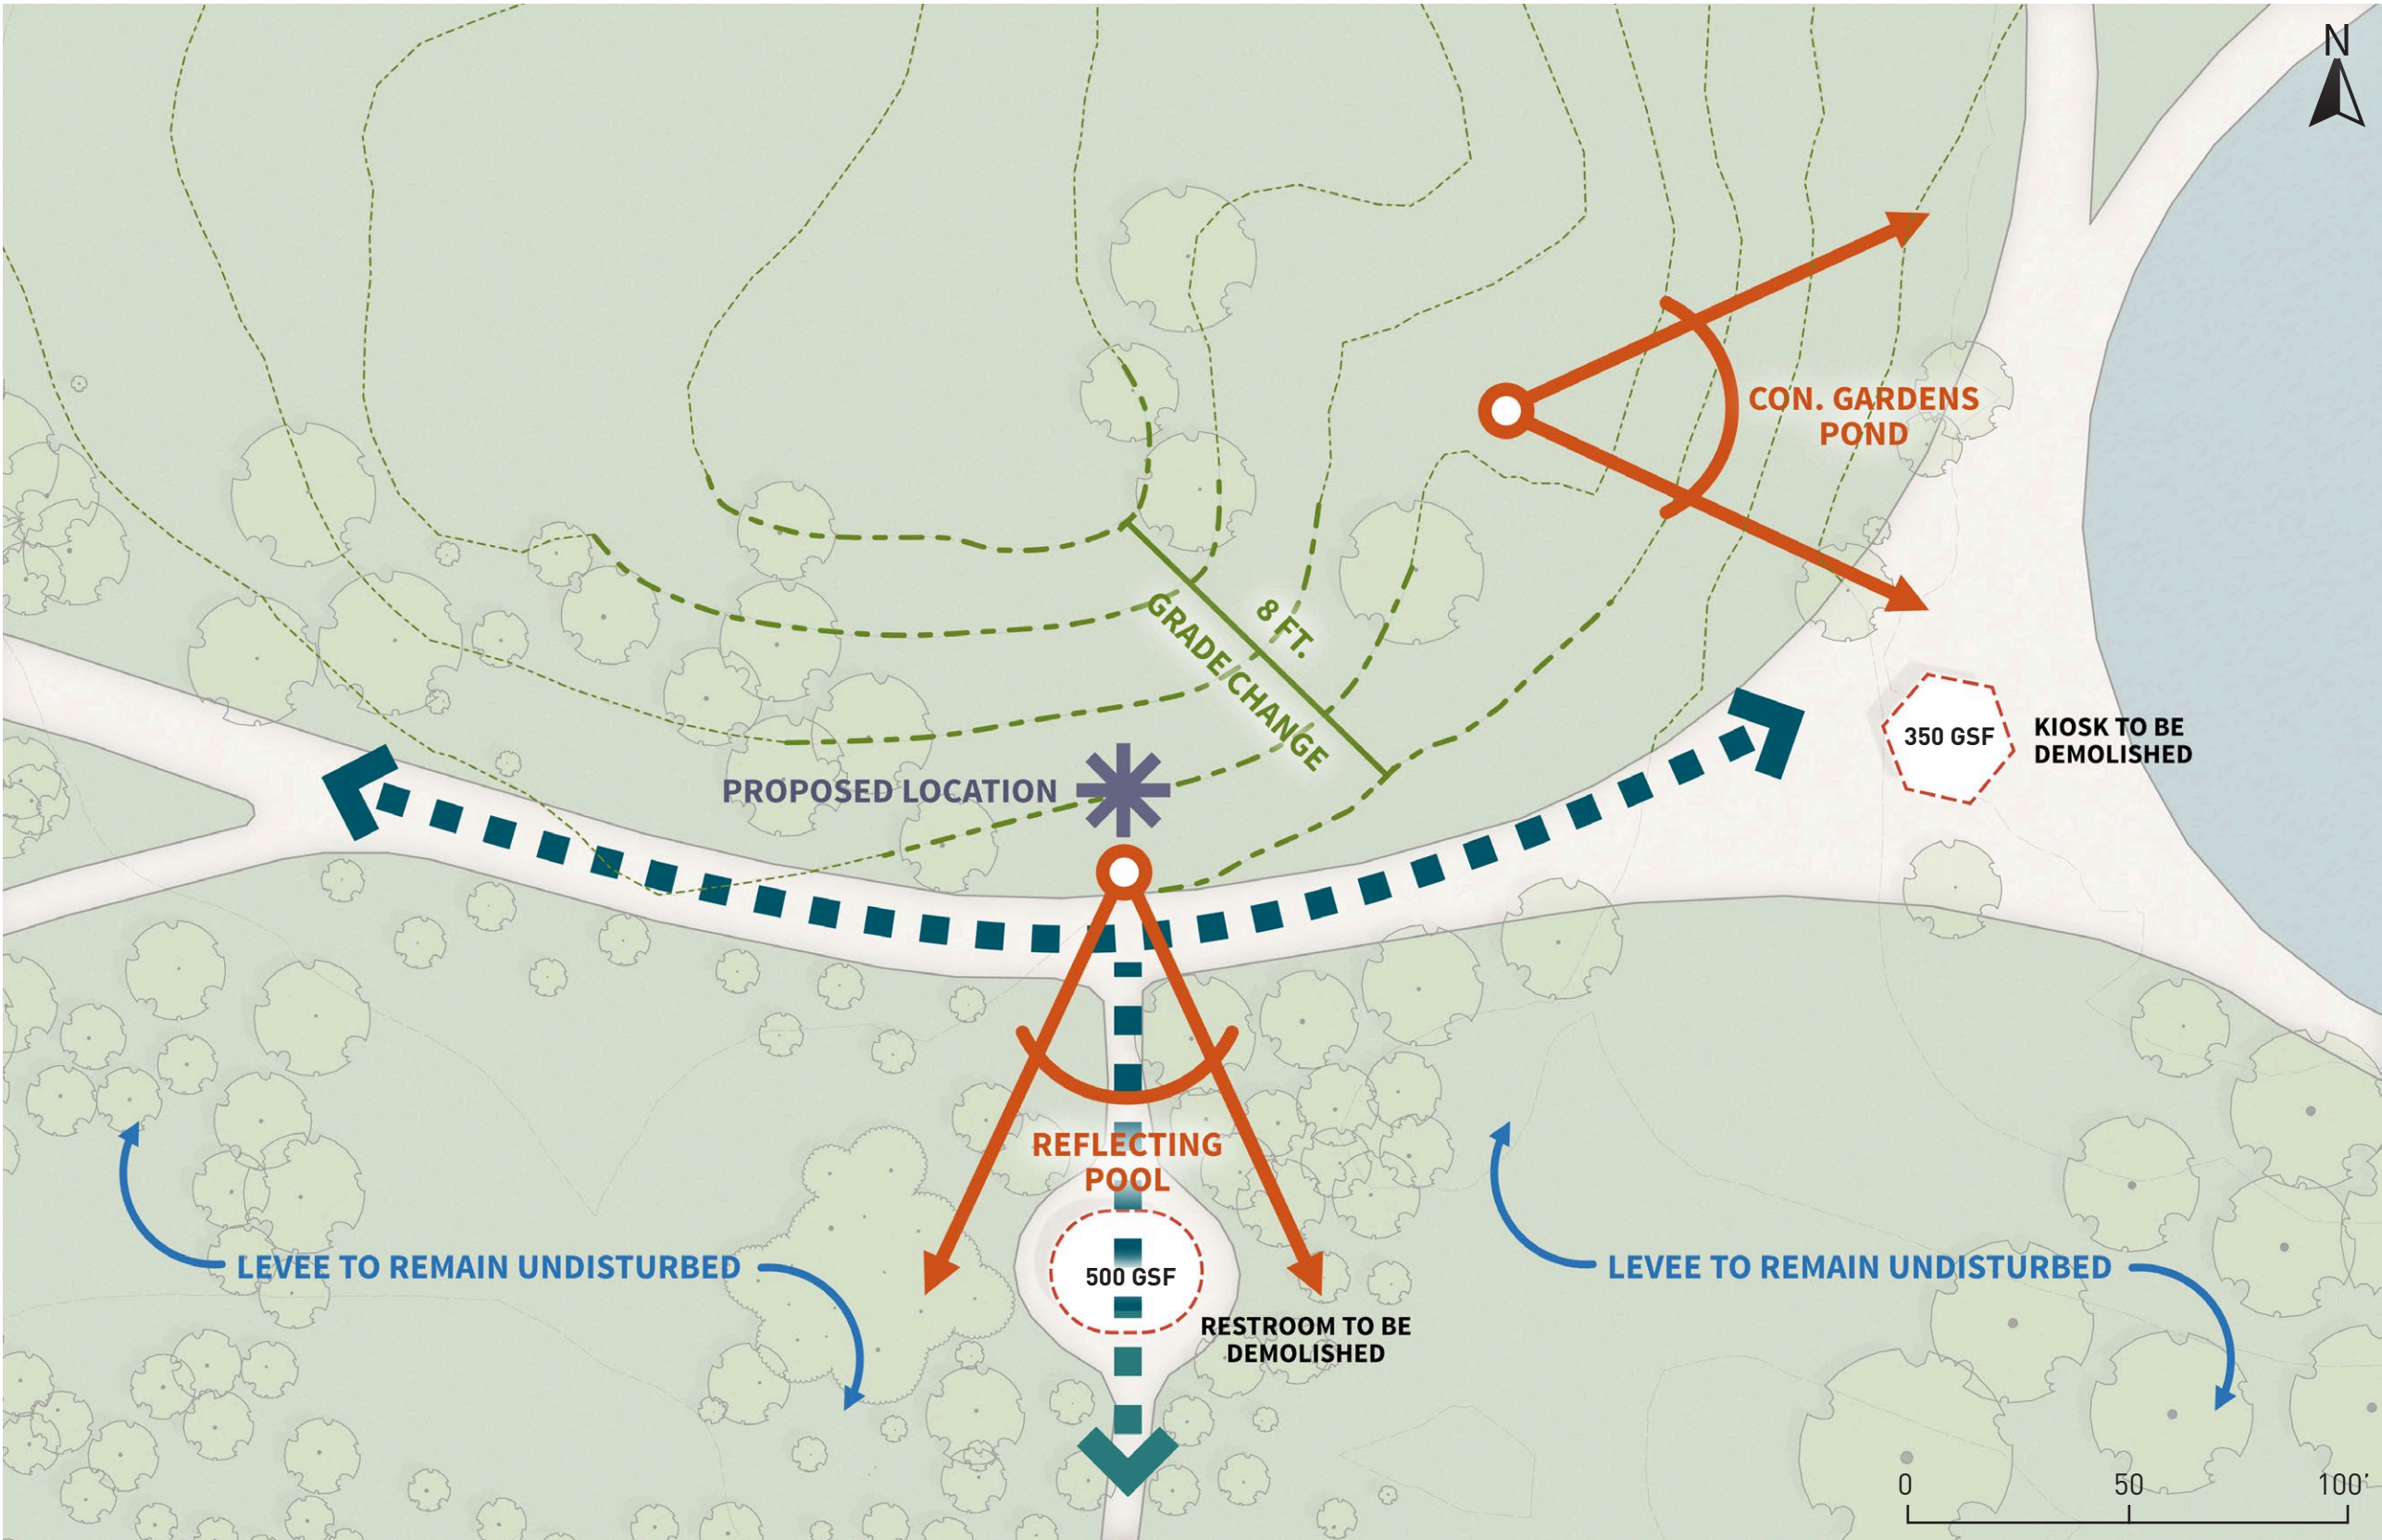 N
CON. GARDENS
POND
8 FT.
GRADE CHANGE
350 GSF
KIOSK TO BE
DEMOLISHED
PROPOSED LOCATION
REFLECTING
POOL
LEVEE TO REMAIN UNDISTURBED
500 GSF
LEVEE TO REMAIN UNDISTURBED
RESTROOM TO BE
DEMOLISHED
0 50 100'